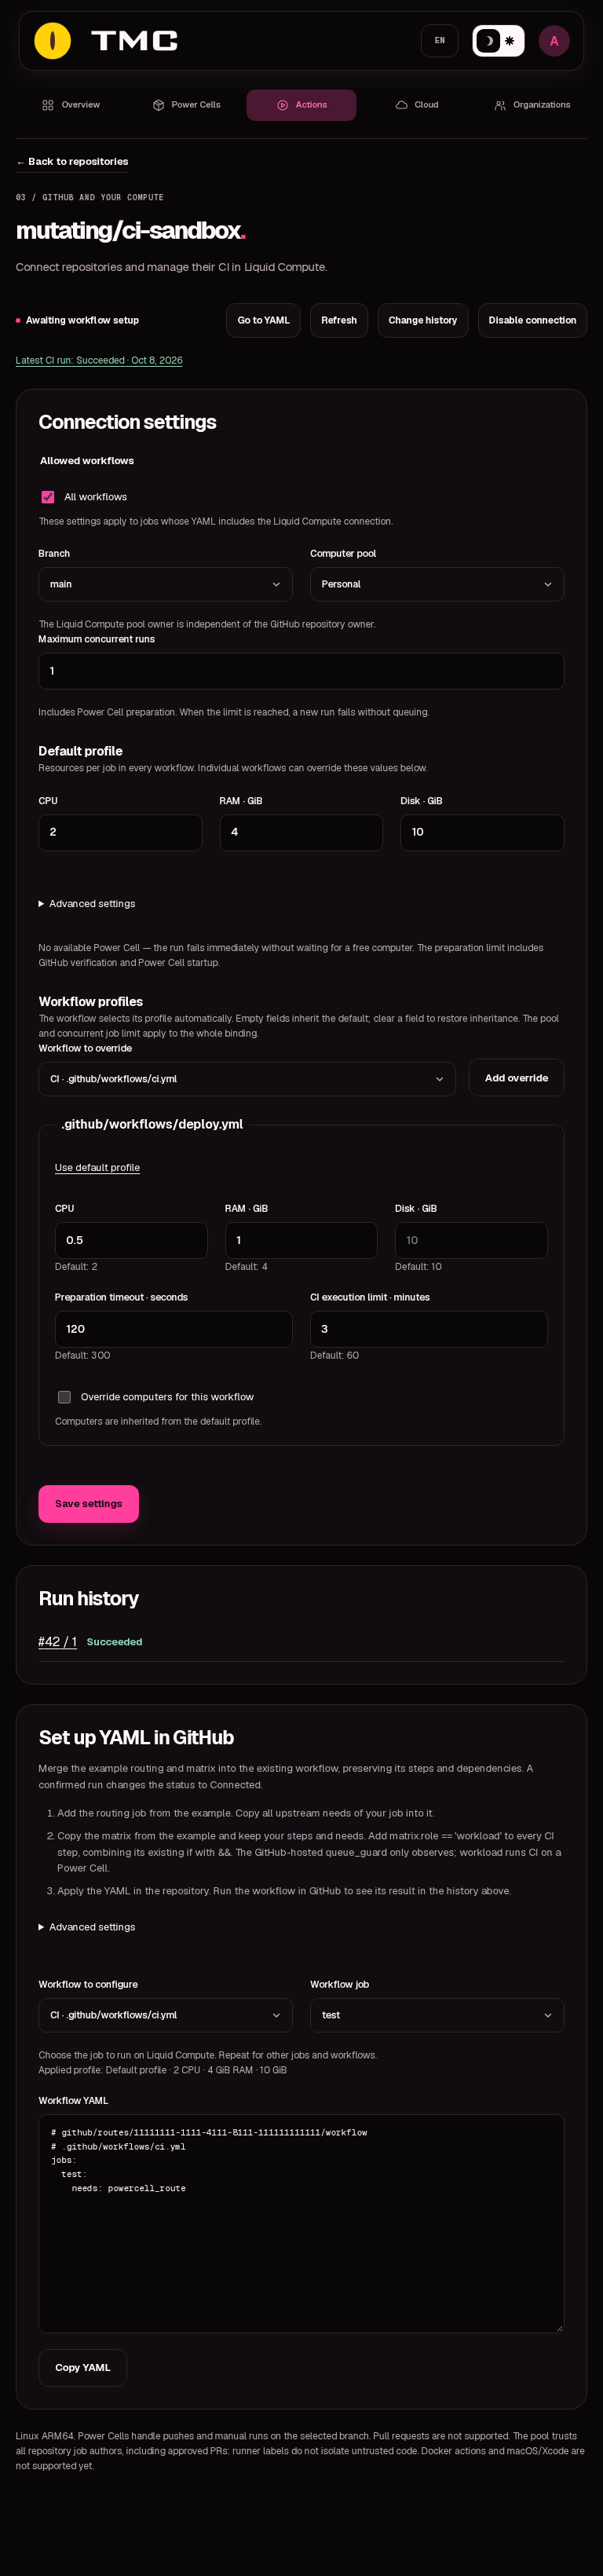 TMC
EN
A
Overview
Power Cells
Actions
Cloud
Organizations
← Back to repositories
03 / GITHUB AND YOUR COMPUTE
mutating/ci-sandbox.
Connect repositories and manage their CI in Liquid Compute.
Awaiting workflow setup
Go to YAML
Refresh
Change history
Disable connection
Latest CI run: Succeeded · Oct 8, 2026
Connection settings
Allowed workflows
All workflows
These settings apply to jobs whose YAML includes the Liquid Compute connection.
Branch
Computer pool
main
Personal
The Liquid Compute pool owner is independent of the GitHub repository owner.
Maximum concurrent runs
1
Includes Power Cell preparation. When the limit is reached, a new run fails without queuing.
Default profile
Resources per job in every workflow. Individual workflows can override these values below.
CPU
RAM · GiB
Disk · GiB
2
4
10
Advanced settings
No available Power Cell — the run fails immediately without waiting for a free computer. The preparation limit includes
GitHub verification and Power Cell startup.
Workflow profiles
The workflow selects its profile automatically. Empty fields inherit the default; clear a field to restore inheritance. The pool
and concurrent job limit apply to the whole binding.
Workflow to override
CI · .github/workflows/ci.yml
Add override
.github/workflows/deploy.yml
Use default profile
CPU
RAM · GiB
Disk · GiB
0.5
1
10
Default: 2
Default: 4
Default: 10
Preparation timeout · seconds
CI execution limit · minutes
120
3
Default: 300
Default: 60
Override computers for this workflow
Computers are inherited from the default profile.
Save settings
Run history
#42 / 1
Succeeded
Set up YAML in GitHub
Merge the example routing and matrix into the existing workflow, preserving its steps and dependencies. A
confirmed run changes the status to Connected.
1. Add the routing job from the example. Copy all upstream needs of your job into it.
2. Copy the matrix from the example and keep your steps and needs. Add matrix.role == 'workload' to every CI
step, combining its existing if with &&. The GitHub-hosted queue_guard only observes; workload runs CI on a
Power Cell.
3. Apply the YAML in the repository. Run the workflow in GitHub to see its result in the history above.
Advanced settings
Workflow to configure
Workflow job
CI · .github/workflows/ci.yml
test
Choose the job to run on Liquid Compute. Repeat for other jobs and workflows.
Applied profile: Default profile · 2 CPU · 4 GiB RAM · 10 GiB
Workflow YAML
# github/routes/11111111-1111-4111-8111-111111111111/workflow
# .github/workflows/ci.yml
jobs:
test:
needs: powercell_route
Copy YAML
Linux ARM64. Power Cells handle pushes and manual runs on the selected branch. Pull requests are not supported. The pool trusts
all repository job authors, including approved PRs: runner labels do not isolate untrusted code. Docker actions and macOS/Xcode are
not supported yet.